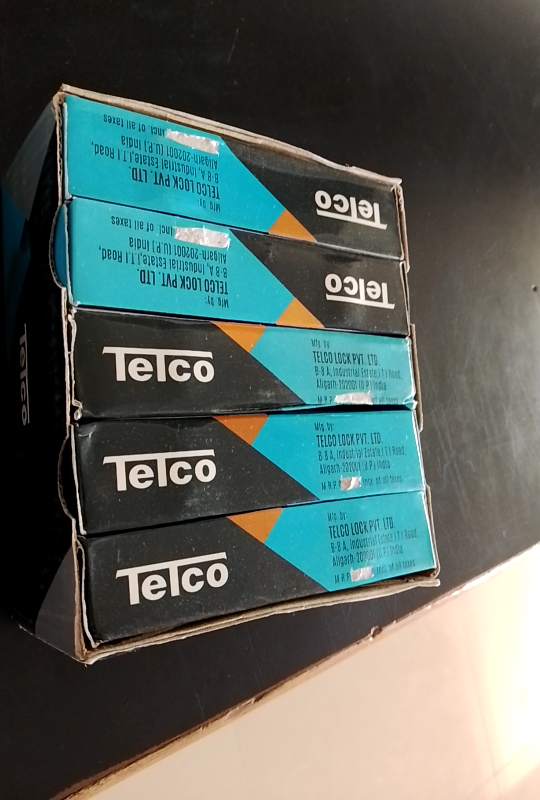 Telco
Mfg. by:
TELCO LOCK PVT. LTD.
B-8 A, Industrial Estate, I.T.I Road,
Aligarh-202001 (U.P.) India
incl. of all taxes
Telco
Mfg. by:
TELCO LOCK PVT. LTD.
B-8 A, Industrial Estate, I.T.I Road,
Aligarh-202001 (U.P.) India
incl. of all taxes
Telco
Mfg. by:
TELCO LOCK PVT. LTD.
B-8 A, Industrial Estate, I.T.I Road,
Aligarh-202001 (U.P.) India
M.R.P.
Telco
Mfg. by:
TELCO LOCK PVT. LTD.
B-8 A, Industrial Estate, I.T.I Road,
Aligarh-202001 (U.P.) India
M.R.P. incl. of all taxes
Telco
Mfg. by:
TELCO LOCK PVT. LTD.
B-8 A, Industrial Estate, I.T.I Road,
Aligarh-202001 (U.P.) India
M.R.P. incl. of all taxes
Telco